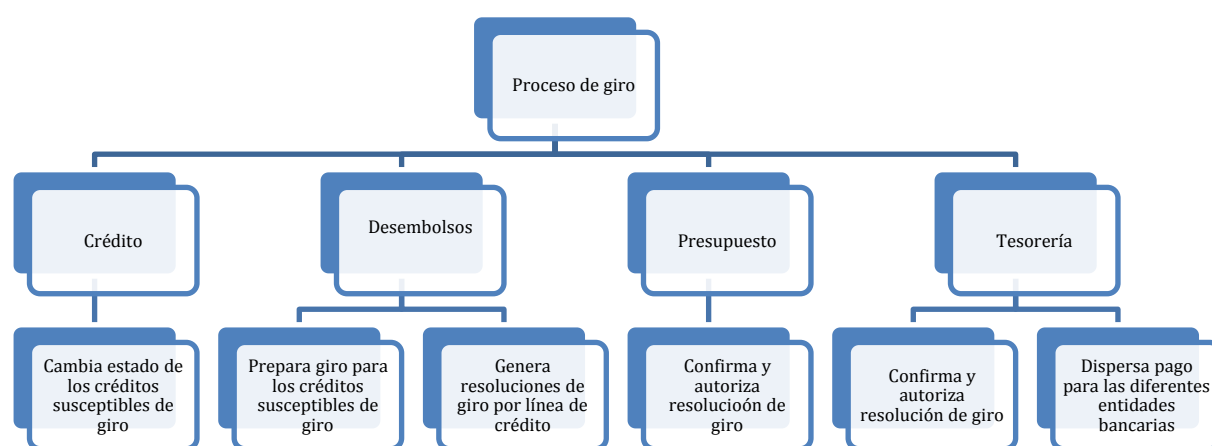 Proceso de giro
Crédito
Desembolsos
Presupuesto
Tesorería
Cambia estado de
los créditos
susceptibles de
giro
Prepara giro para
los créditos
susceptibles de
giro
Genera
resoluciones de
giro por línea de
crédito
Confirma y
autoriza
resolucioón de
giro
Confirma y
autoriza
resolución de giro
Dispersa pago
para las diferentes
entidades
bancarias